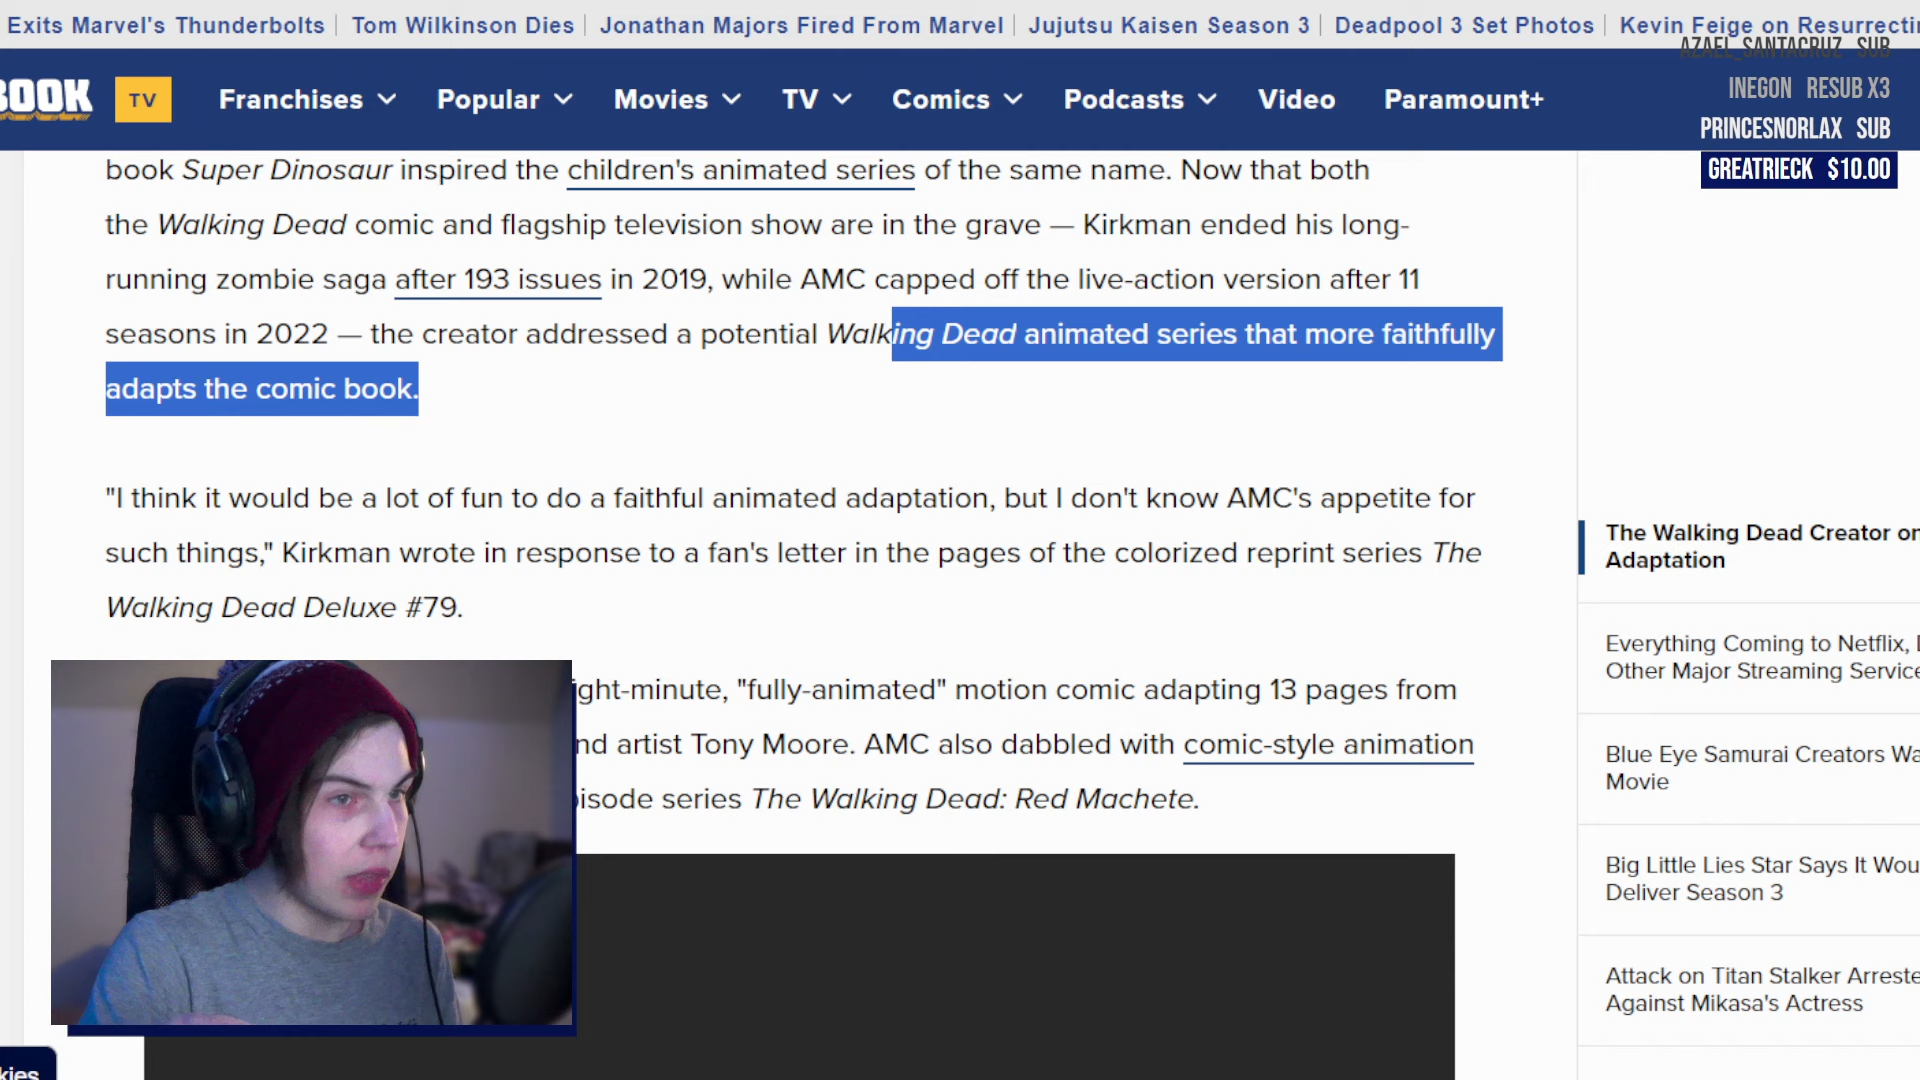 Exits Marvel's Thunderbolts | Tom Wilkinson Dies | Jonathan Majors Fired From Marvel | Jujutsu Kaisen Season 3 | Deadpool 3 Set Photos | Kevin Feige on Resurrecti
AZAEL_SANTACRUZ SUB
INEGON RESUB X3
PRINCESNORLAX SUB
GREATRIECK $10.00
BOOK TV Franchises Popular Movies TV Comics Podcasts Video Paramount+
book Super Dinosaur inspired the children's animated series of the same name. Now that both
the Walking Dead comic and flagship television show are in the grave — Kirkman ended his long-
running zombie saga after 193 issues in 2019, while AMC capped off the live-action version after 11
seasons in 2022 — the creator addressed a potential Walking Dead animated series that more faithfully
adapts the comic book.
"I think it would be a lot of fun to do a faithful animated adaptation, but I don't know AMC's appetite for
such things," Kirkman wrote in response to a fan's letter in the pages of the colorized reprint series The
Walking Dead Deluxe #79.
ight-minute, "fully-animated" motion comic adapting 13 pages from
nd artist Tony Moore. AMC also dabbled with comic-style animation
isode series The Walking Dead: Red Machete.
The Walking Dead Creator on
Adaptation
Everything Coming to Netflix,
Other Major Streaming Service
Blue Eye Samurai Creators Wa
Movie
Big Little Lies Star Says It Wou
Deliver Season 3
Attack on Titan Stalker Arreste
Against Mikasa's Actress
kies